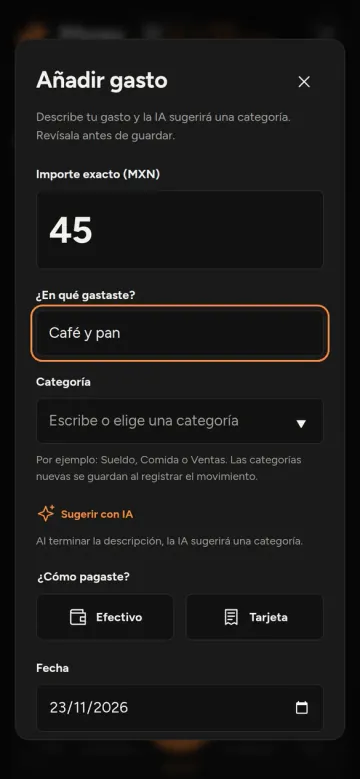 Añadir gasto
Describe tu gasto y la IA sugerirá una categoría.
Revísala antes de guardar.
Importe exacto (MXN)
45
¿En qué gastaste?
Café y pan
Categoría
Escribe o elige una categoría
Por ejemplo: Sueldo, Comida o Ventas. Las categorías
nuevas se guardan al registrar el movimiento.
Sugerir con IA
Al terminar la descripción, la IA sugerirá una categoría.
¿Cómo pagaste?
Efectivo
Tarjeta
Fecha
23/11/2026